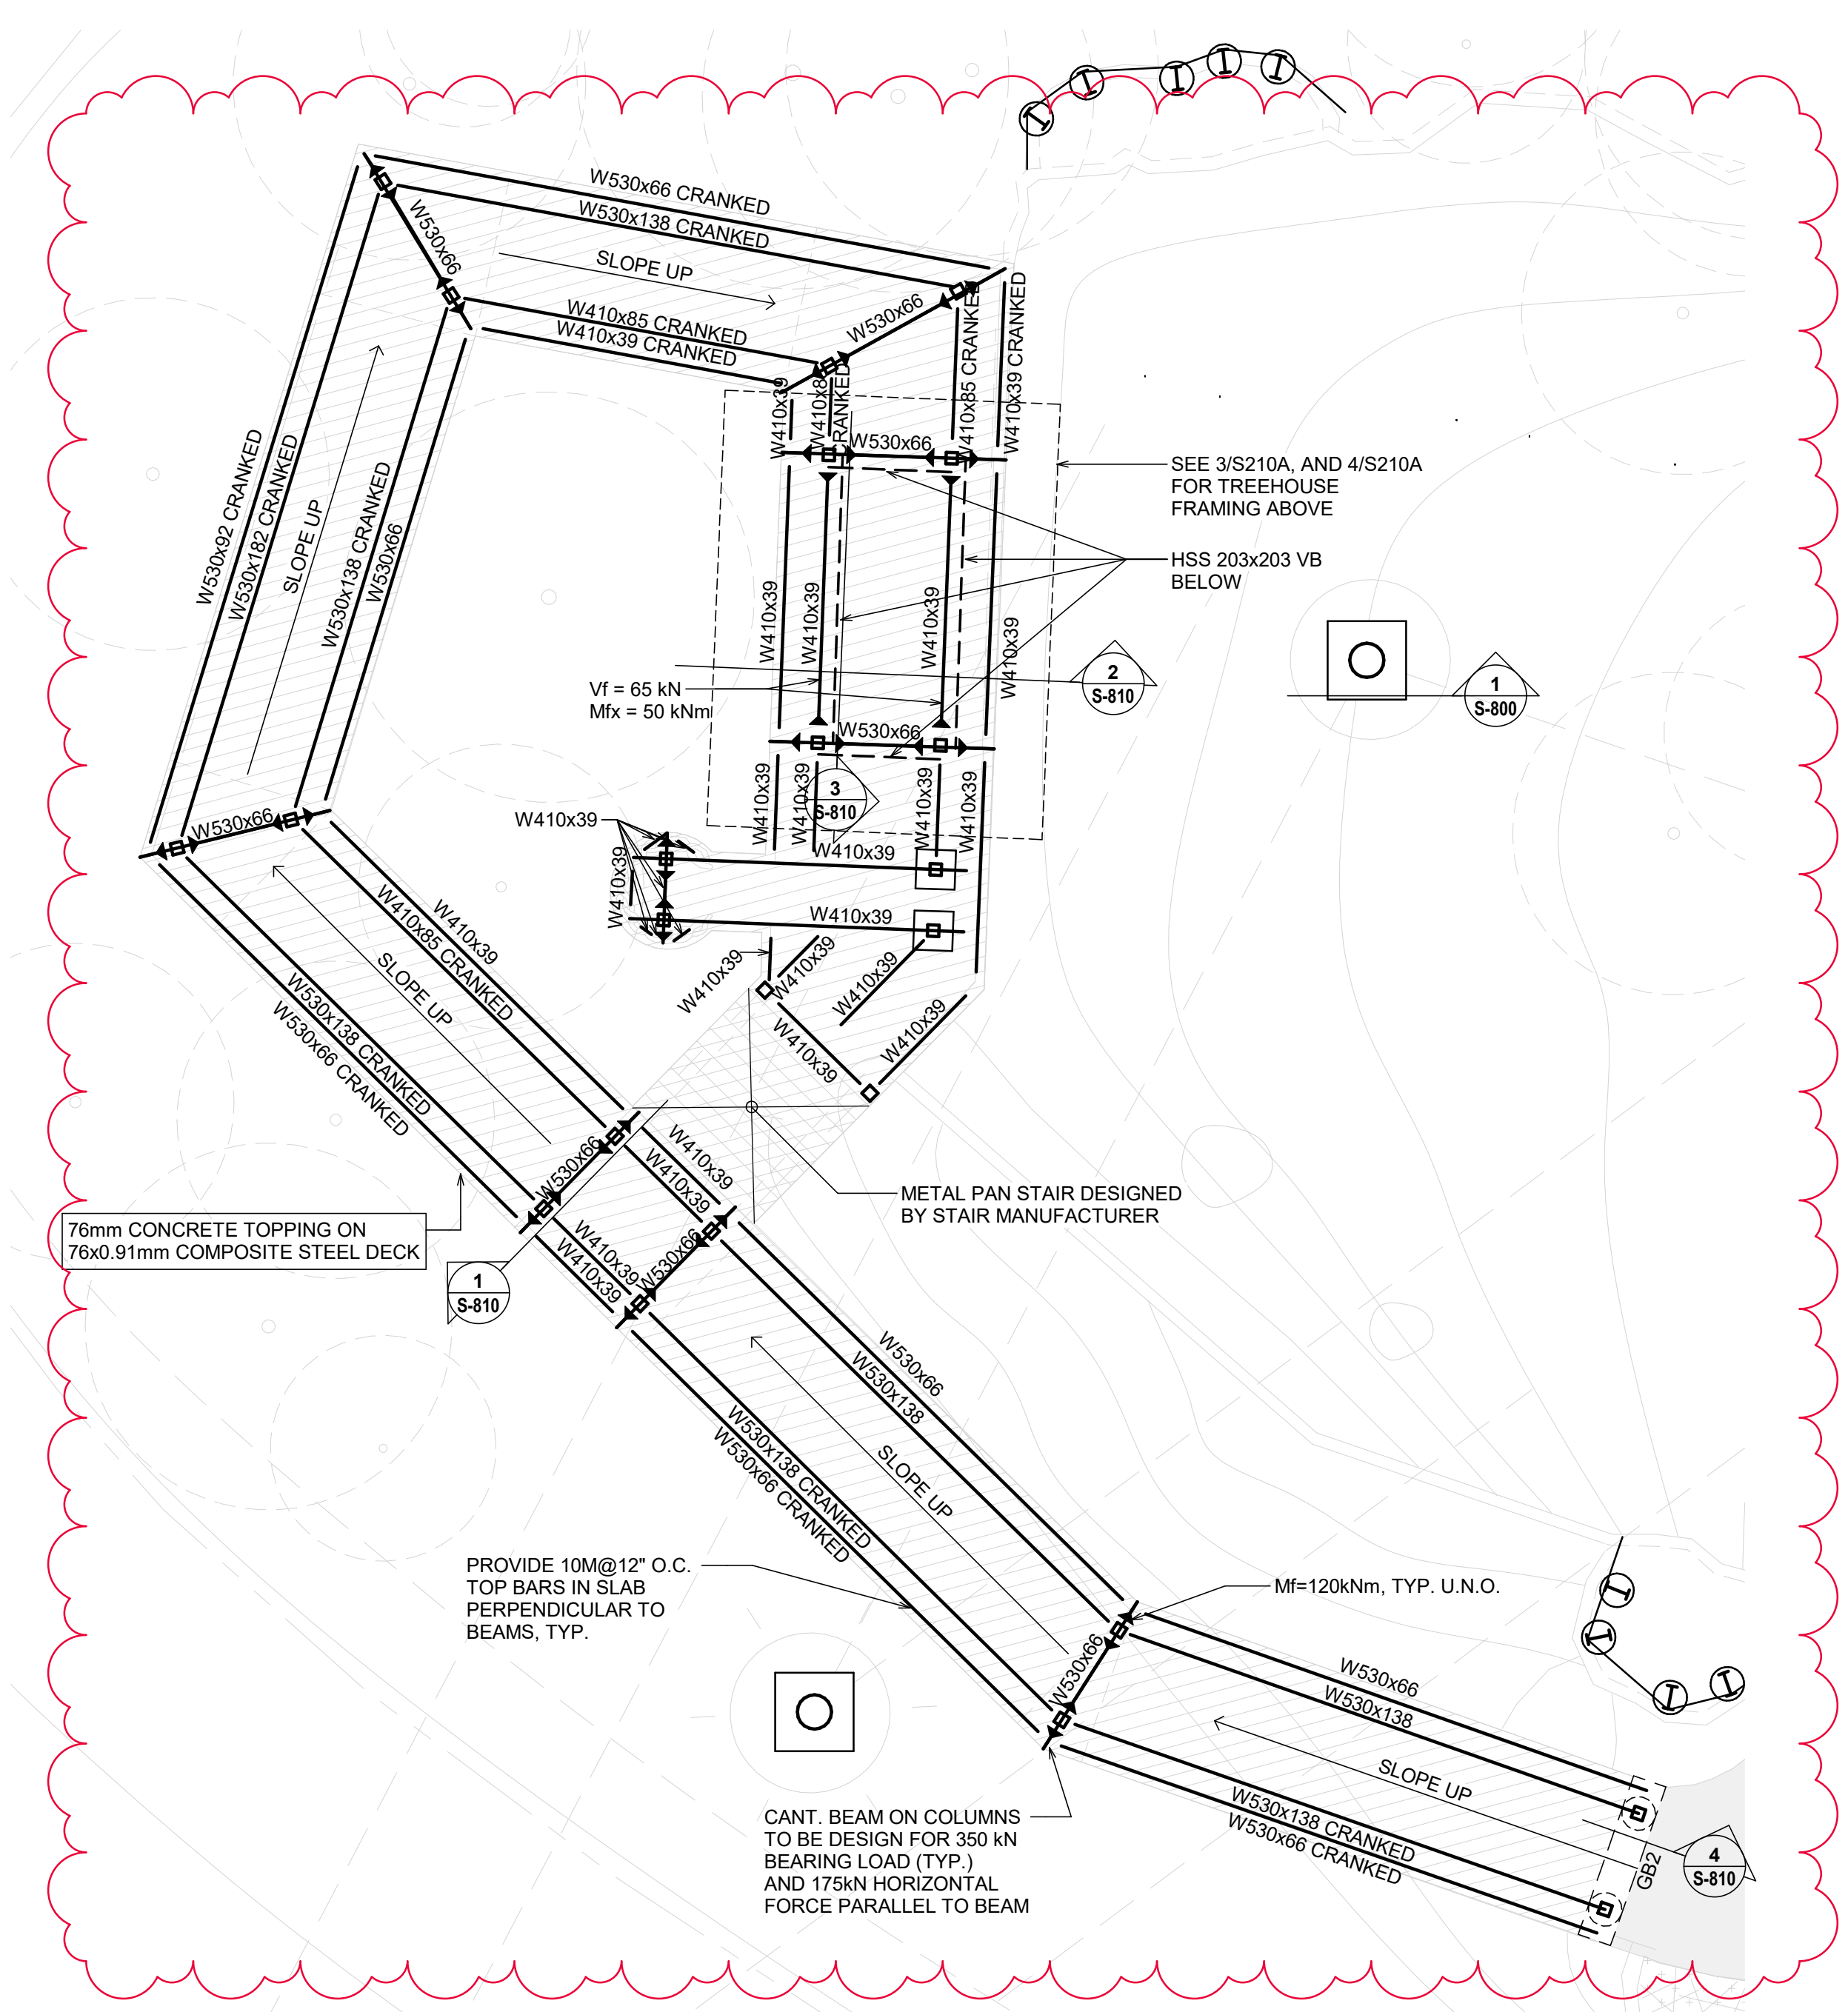 W530x66 CRANKED
W530x138 CRANKED
W530x66
SLOPE UP
W410x85 CRANKED
W410x39 CRANKED
W530x66
W410x85 CRANKED
W410x39 CRANKED
W410x39
CRANKED
W530x66
SEE 3/S210A, AND 4/S210A
FOR TREEHOUSE
FRAMING ABOVE
HSS 203x203 VB
BELOW
W530x92 CRANKED
W530x182 CRANKED
SLOPE UP
W530x138 CRANKED
W530x66
W410x39
W410x39
W410x39
W410x39
2
S-810
1
S-800
Vf = 65 kN
Mfx = 50 kNm
W530x66
W410x39
W410x39
W410x39
W410x39
3
S-810
W530x66
W410x39
W410x39
W410x39
W410x39
W410x39
W410x39
W410x39
W410x39
W410x39
W410x39
W410x39
W410x85 CRANKED
SLOPE UP
W530x138 CRANKED
W530x66 CRANKED
W530x66
W410x39
W410x39
METAL PAN STAIR DESIGNED
BY STAIR MANUFACTURER
76mm CONCRETE TOPPING ON
76x0.91mm COMPOSITE STEEL DECK
W410x39
W410x39
W530x66
1
S-810
W530x66
W530x138
W530x138 CRANKED
W530x66 CRANKED
SLOPE UP
PROVIDE 10M@12" O.C.
TOP BARS IN SLAB
PERPENDICULAR TO
BEAMS, TYP.
Mf=120kNm, TYP. U.N.O.
W530x66
W530x66
W530x138
SLOPE UP
W530x138 CRANKED
W530x66 CRANKED
CANT. BEAM ON COLUMNS
TO BE DESIGN FOR 350 kN
BEARING LOAD (TYP.)
AND 175kN HORIZONTAL
FORCE PARALLEL TO BEAM
GB2
4
S-810